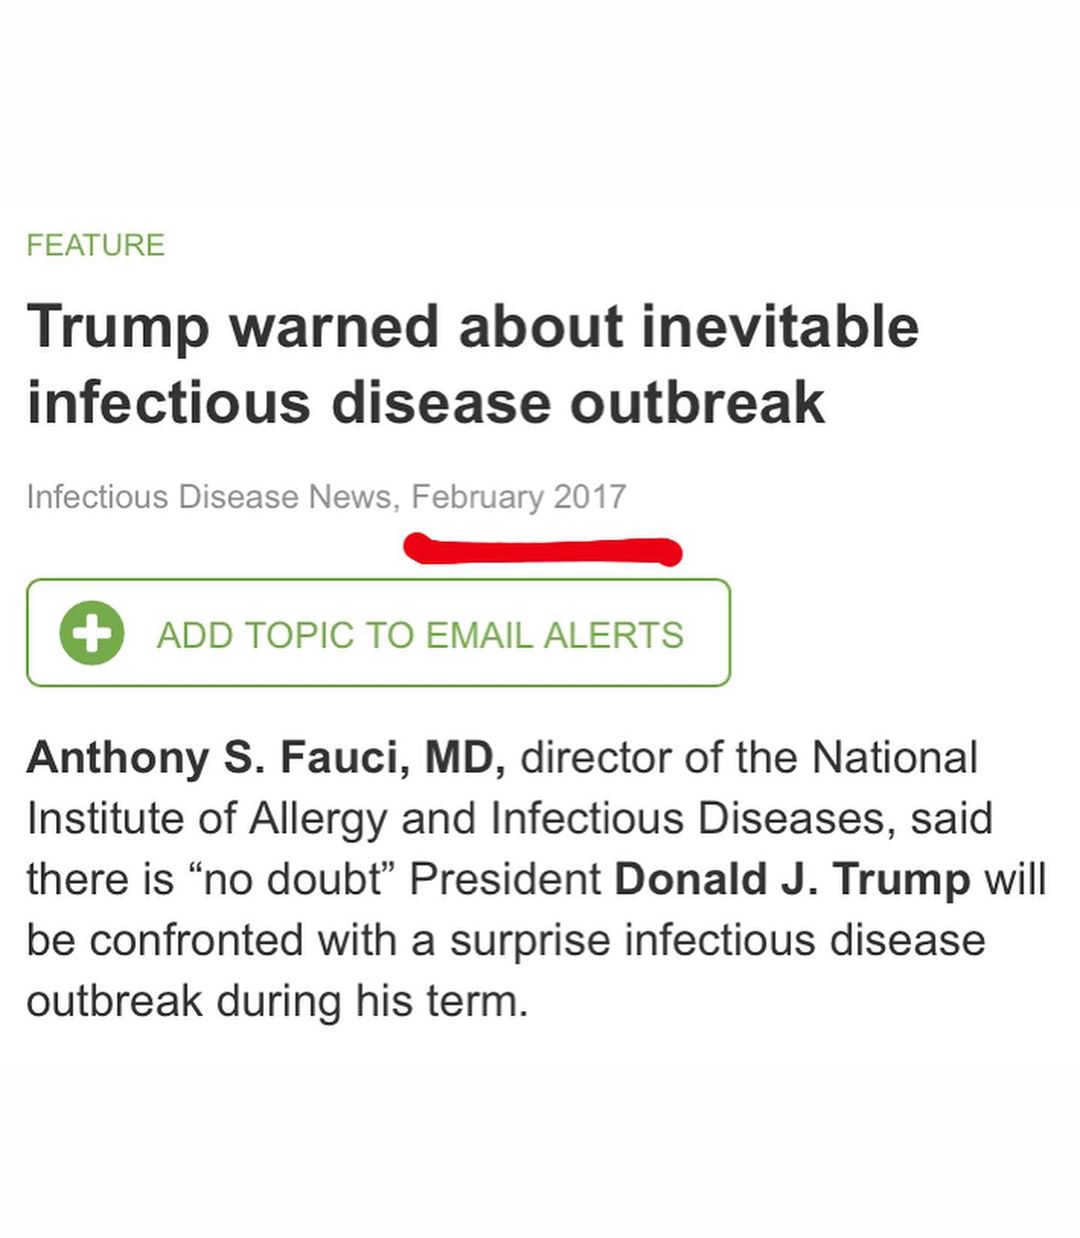 FEATURE
Trump warned about inevitable
infectious disease outbreak
Infectious Disease News, February 2017
ADD TOPIC TO EMAIL ALERTS
Anthony S. Fauci, MD, director of the National
Institute of Allergy and Infectious Diseases, said
there is “no doubt” President Donald J. Trump will
be confronted with a surprise infectious disease
outbreak during his term.